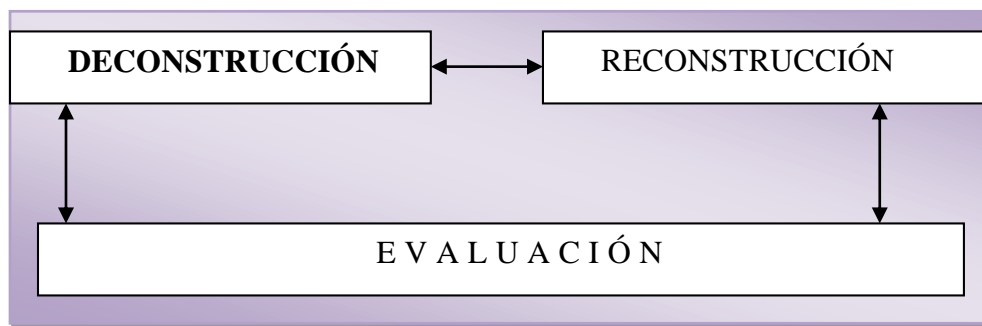 DECONSTRUCCIÓN
RECONSTRUCCIÓN
E V A L U A C I Ó N